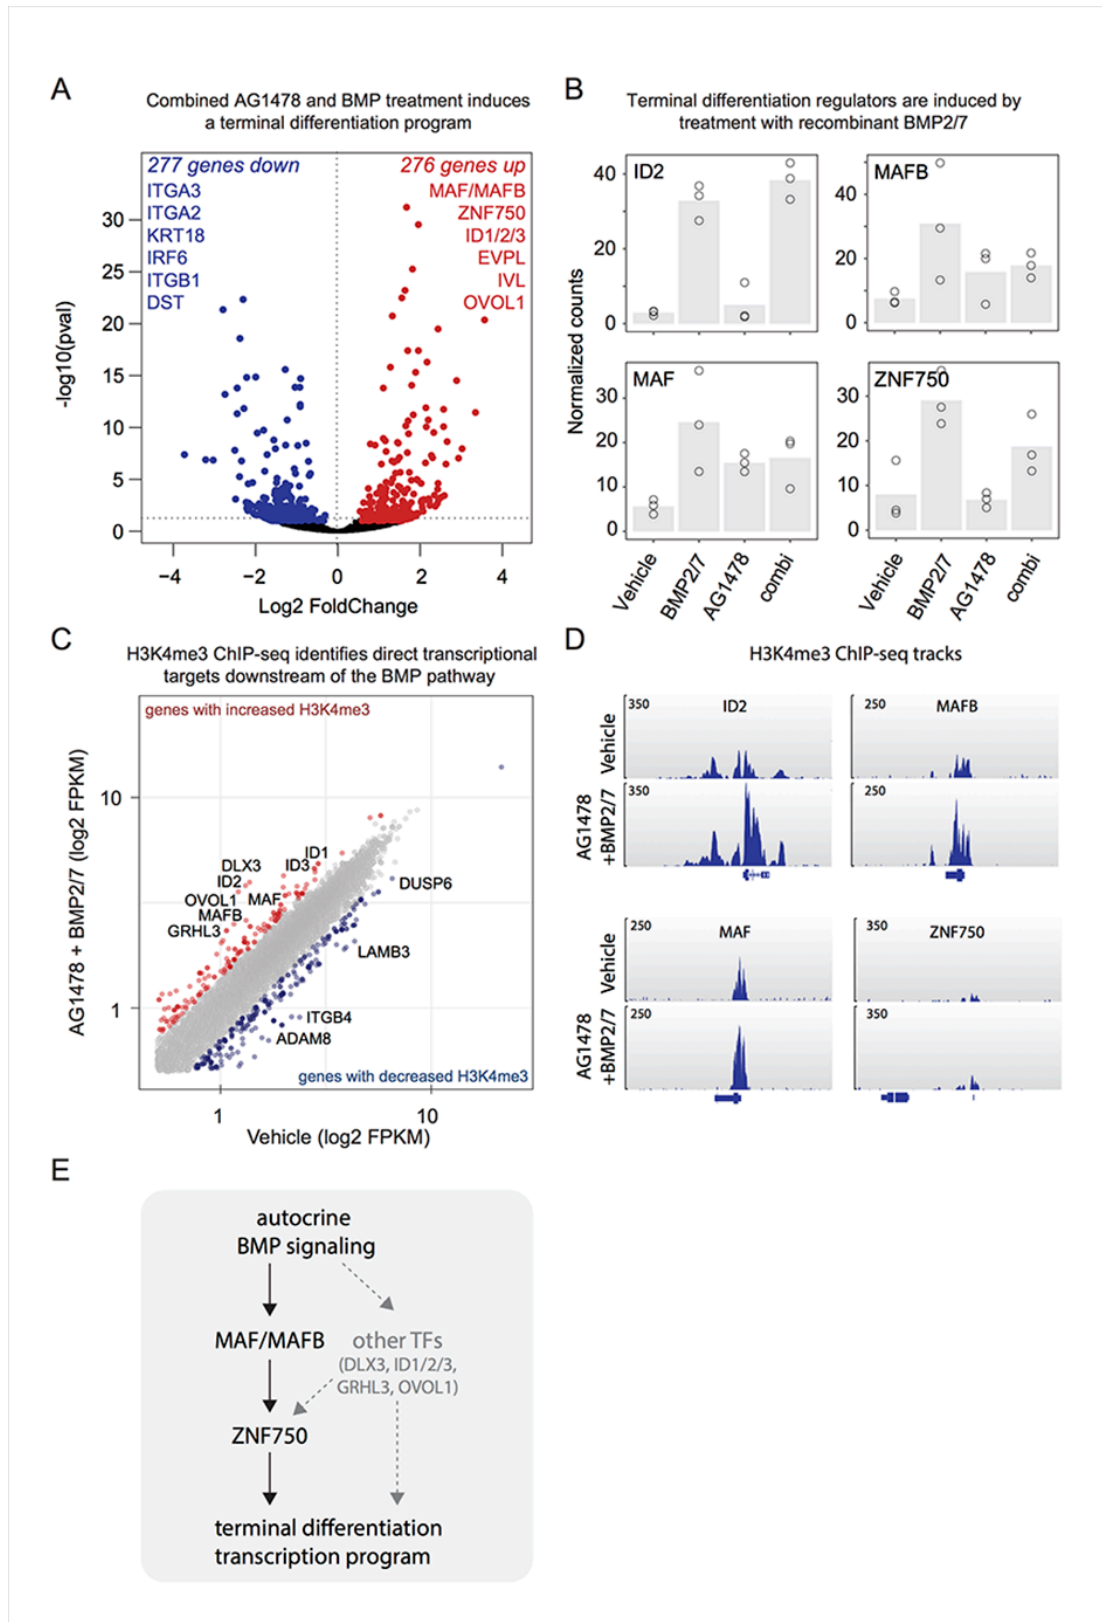 A
Combined AG1478 and BMP treatment induces
a terminal differentiation program
277 genes down
276 genes up
ITGA3
ITGA2
KRT18
IRF6
ITGB1
DST
MAF/MAFB
ZNF750
ID1/2/3
EVPL
IVL
OVOL1
-log10(pval)
30
25
20
15
10
5
0
−4
−2
0
2
4
Log2 FoldChange
B
Terminal differentiation regulators are induced by
treatment with recombinant BMP2/7
Normalized counts
ID2
40
20
0
MAFB
40
20
0
MAF
30
20
10
0
ZNF750
30
20
10
0
Vehicle
BMP2/7
AG1478
combi
Vehicle
BMP2/7
AG1478
combi
C
H3K4me3 ChIP-seq identifies direct transcriptional
targets downstream of the BMP pathway
genes with increased H3K4me3
AG1478 + BMP2/7 (log2 FPKM)
10
1
ID1
DLX3
ID3
ID2
OVOL1
MAF
MAFB
GRHL3
DUSP6
LAMB3
ITGB4
ADAM8
genes with decreased H3K4me3
1
10
Vehicle (log2 FPKM)
D
H3K4me3 ChIP-seq tracks
Vehicle
350
ID2
250
MAFB
AG1478
+BMP2/7
350
250
Vehicle
250
MAF
350
ZNF750
AG1478
+BMP2/7
250
350
E
autocrine
BMP signaling
MAF/MAFB
other TFs
(DLX3, ID1/2/3,
GRHL3, OVOL1)
ZNF750
terminal differentiation
transcription program